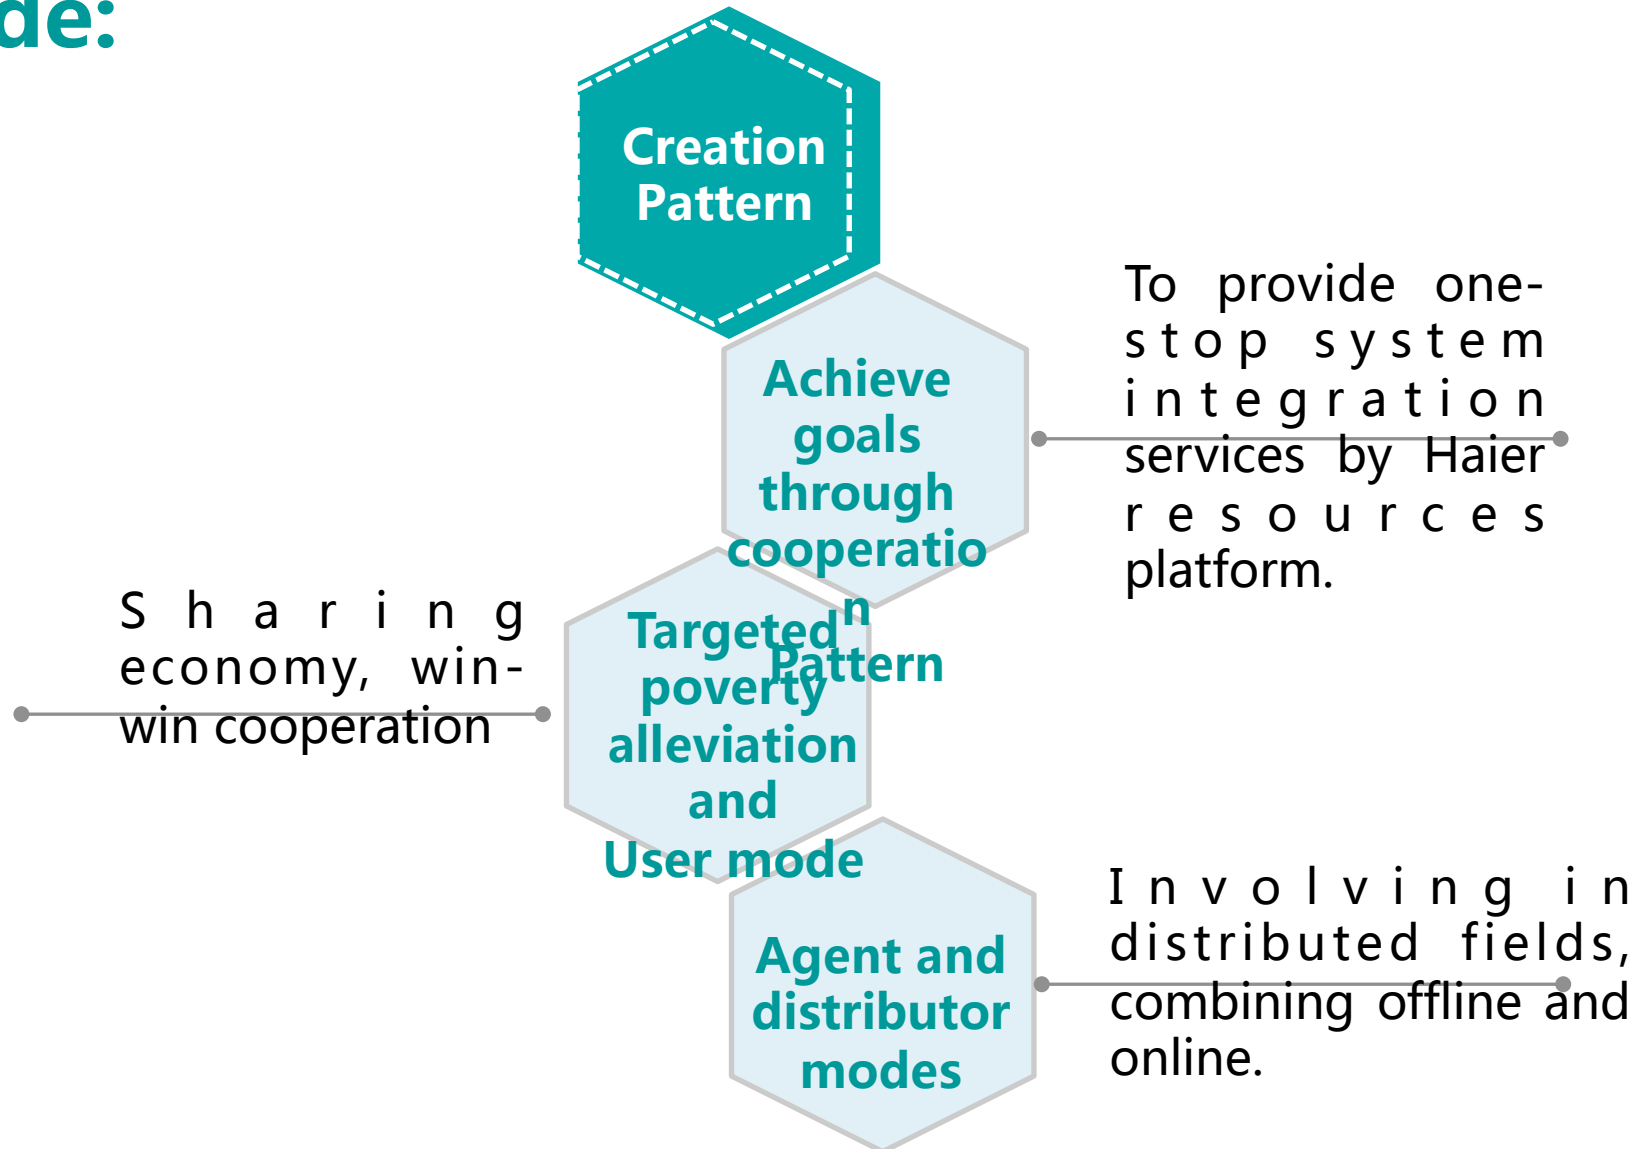 de:
Creation
Pattern
Achieve
goals
through
cooperatio
n
Pattern
To provide one-
stop system
integration
services by Haier
resources
platform.
Targeted
poverty
alleviation
and
User mode
Sharing
economy, win-
win cooperation
Agent and
distributor
modes
Involving in
distributed fields,
combining offline and
online.